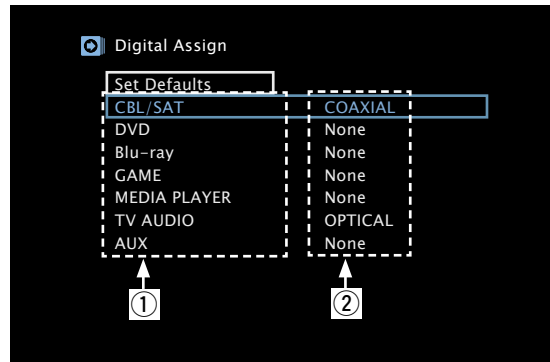 Digital Assign
Set Defaults
CBL/SAT COAXIAL
DVD None
Blu-ray None
GAME None
MEDIA PLAYER None
TV AUDIO OPTICAL
AUX None
① ②